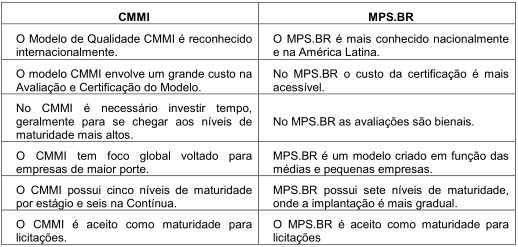 CMMI
MPS.BR
O Modelo de Qualidade CMMI é reconhecido
internacionalmente.
O MPS.BR é mais conhecido nacionalmente
e na América Latina.
O modelo CMMI envolve um grande custo na
Avaliação e Certificação do Modelo.
No MPS.BR o custo da certificação é mais
acessível.
No CMMI é necessário investir tempo,
geralmente para se chegar aos níveis de
maturidade mais altos.
No MPS.BR as avaliações são bienais.
O CMMI tem foco global voltado para
empresas de maior porte.
MPS.BR é um modelo criado em função das
médias e pequenas empresas.
O CMMI possui cinco níveis de maturidade
por estágio e seis na Contínua.
MPS.BR possui sete níveis de maturidade,
onde a implantação é mais gradual.
O CMMI é aceito como maturidade para
licitações.
O MPS.BR é aceito como maturidade para
licitações